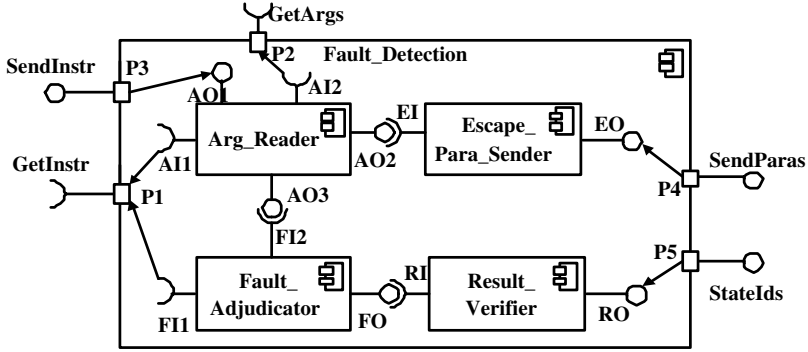 GetArgs
P2
Fault_Detection
SendInstr
P3
AO1
AI2
EI
Arg_Reader
Escape_
Para_Sender
EO
GetInstr
AI1
AO2
SendParas
P1
P4
AO3
FI2
P5
Fault_
Adjudicator
RI
Result_
Verifier
StateIds
FI1
FO
RO